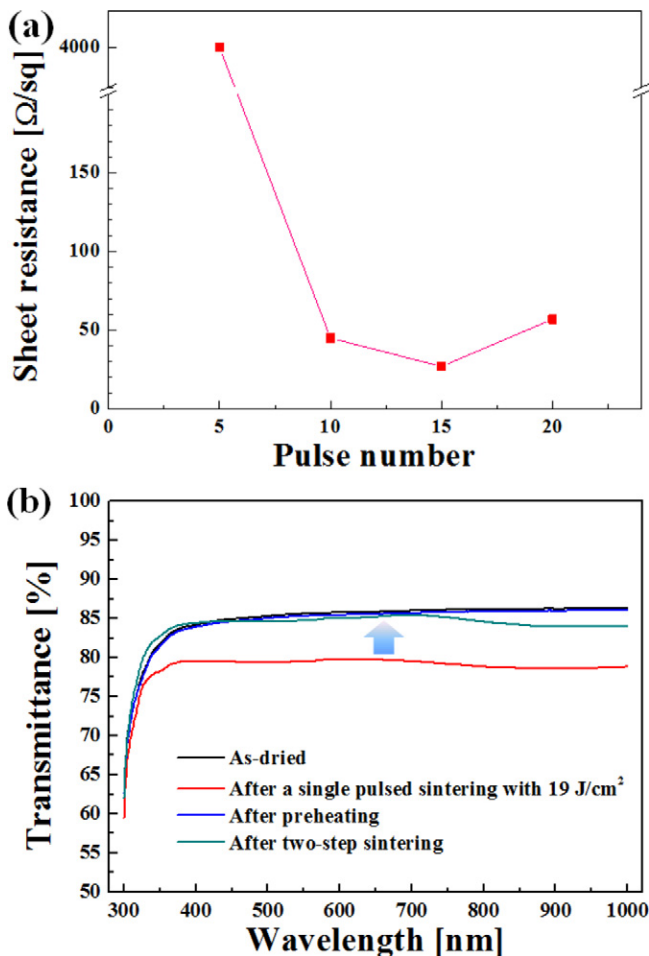 (a)
4000
150
100
50
0
Sheet resistance [Ω/sq]
0 5 10 15 20
Pulse number
(b)
100
95
90
85
80
75
70
65
60
55
50
Transmittance [%]
As-dried
After a single pulsed sintering with 19 J/cm²
After preheating
After two-step sintering
300 400 500 600 700 800 900 1000
Wavelength [nm]